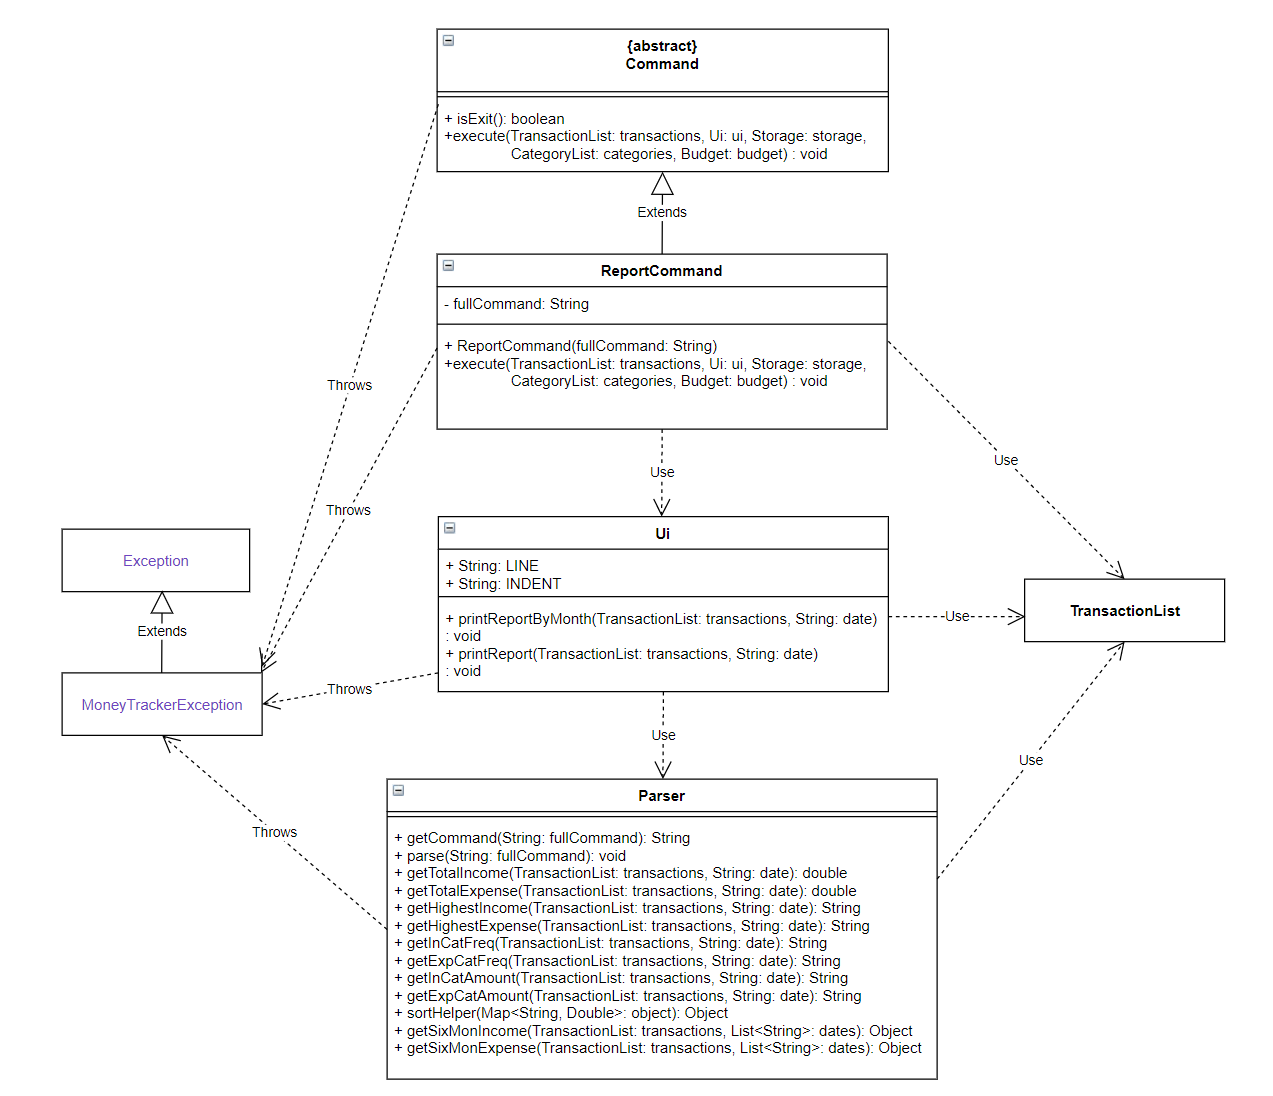 {abstract}
Command
+ isExit(): boolean
+execute(TransactionList: transactions, Ui: ui, Storage: storage,
CategoryList: categories, Budget: budget) : void
Extends
ReportCommand
- fullCommand: String
+ ReportCommand(fullCommand: String)
+execute(TransactionList: transactions, Ui: ui, Storage: storage,
CategoryList: categories, Budget: budget) : void
Throws
Throws
Use
Use
Ui
+ String: LINE
+ String: INDENT
+ printReportByMonth(TransactionList: transactions, String: date)
: void
+ printReport(TransactionList: transactions, String: date)
: void
Exception
Extends
MoneyTrackerException
Throws
Use
TransactionList
Use
Use
Throws
Parser
+ getCommand(String: fullCommand): String
+ parse(String: fullCommand): void
+ getTotalIncome(TransactionList: transactions, String: date): double
+ getTotalExpense(TransactionList: transactions, String: date): double
+ getHighestIncome(TransactionList: transactions, String: date): String
+ getHighestExpense(TransactionList: transactions, String: date): String
+ getInCatFreq(TransactionList: transactions, String: date): String
+ getExpCatFreq(TransactionList: transactions, String: date): String
+ getInCatAmount(TransactionList: transactions, String: date): String
+ getExpCatAmount(TransactionList: transactions, String: date): String
+ sortHelper(Map<String, Double>: object): Object
+ getSixMonIncome(TransactionList: transactions, List<String>: dates): Object
+ getSixMonExpense(TransactionList: transactions, List<String>: dates): Object